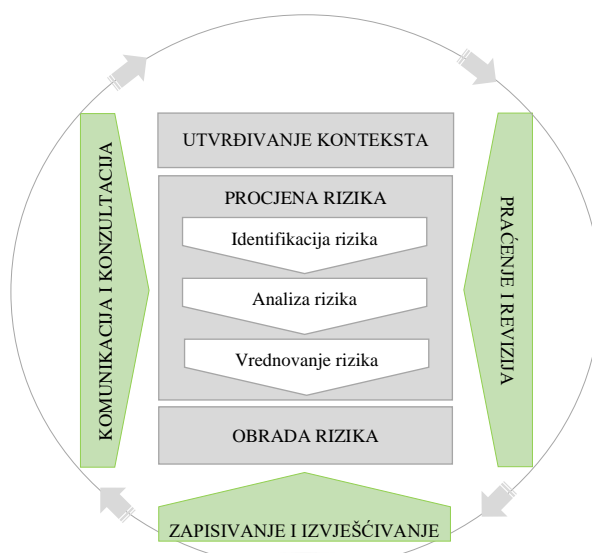 UTVRĐIVANJE KONTEKSTA
PROCJENA RIZIKA
Identifikacija rizika
Analiza rizika
Vrednovanje rizika
OBRADA RIZIKA
KOMUNIKACIJA I KONZULTACIJA
PRAĆENJE I REVIZIJA
ZAPISIVANJE I IZVJEŠĆIVANJE